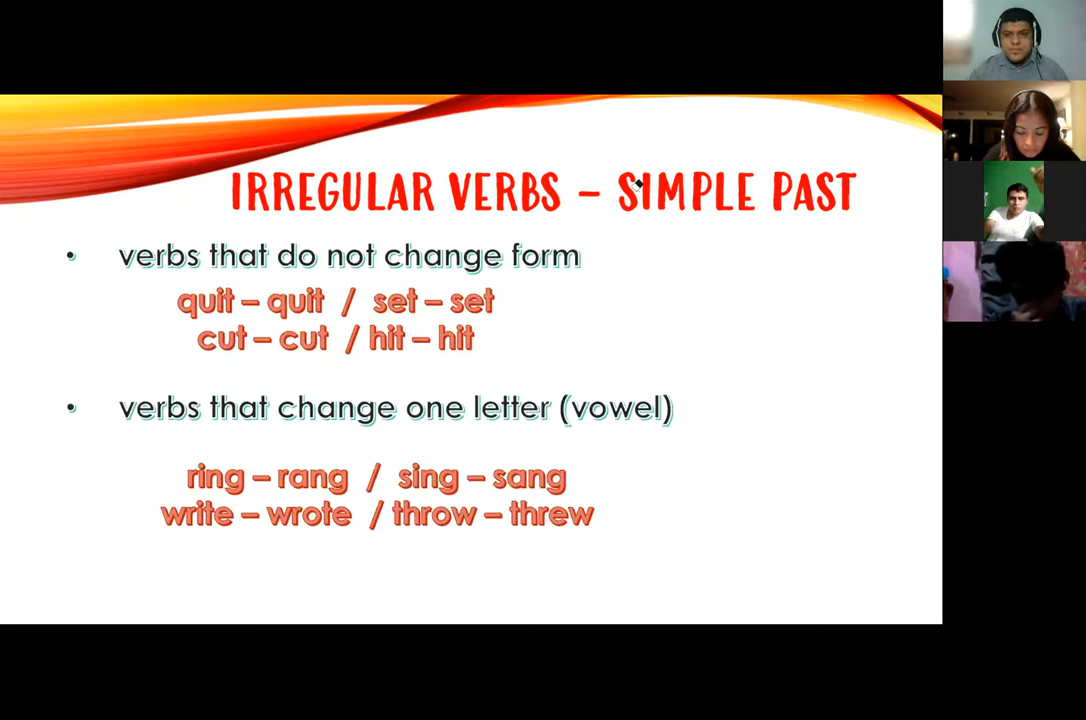 IRREGULAR VERBS – SIMPLE PAST
• verbs that do not change form
quit – quit / set – set
cut – cut / hit – hit
• verbs that change one letter (vowel)
ring – rang / sing – sang
write – wrote / throw – threw